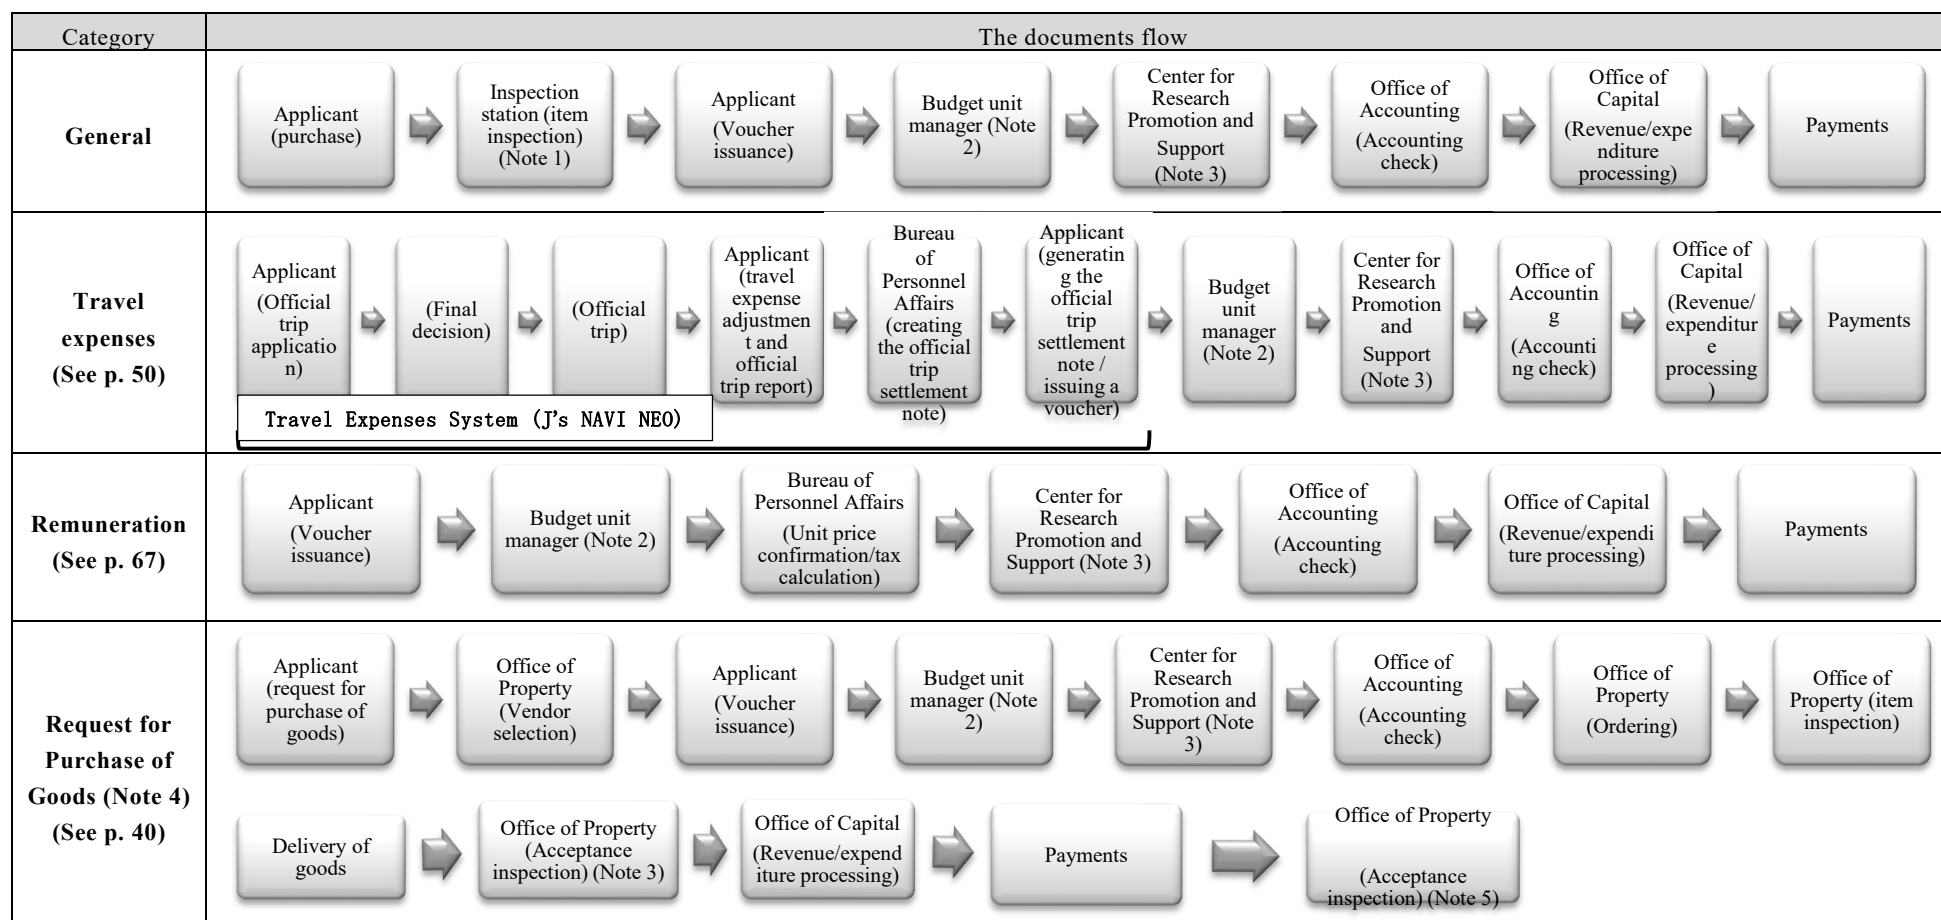 Category
The documents flow
General
Applicant
(purchase)
Inspection
station (item
inspection)
(Note 1)
Applicant
(Voucher
issuance)
Budget unit
manager (Note
2)
Center for
Research
Promotion and
Support
(Note 3)
Office of
Accounting
(Accounting
check)
Office of
Capital
(Revenue/expe
nditure
processing)
Payments
Travel
expenses
(See p. 50)
Applicant
(Official
trip
applicatio
n)
(Final
decision)
(Official
trip)
Applicant
(travel
expense
adjustmen
t and
official
trip report)
Bureau
of
Personnel
Affairs
(creating
the official
trip
settlement
note)
Applicant
(generatin
g the
official
trip
settlement
note /
issuing a
voucher)
Budget
unit
manager
(Note 2)
Center for
Research
Promotion
and
Support
(Note 3)
Office of
Accountin
g
(Accounti
ng check)
Office of
Capital
(Revenue/
expenditur
e
processing
)
Payments
Travel Expenses System (J's NAVI NEO)
Remuneration
(See p. 67)
Applicant
(Voucher
issuance)
Budget unit
manager (Note 2)
Bureau of
Personnel Affairs
(Unit price
confirmation/tax
calculation)
Center for
Research
Promotion and
Support (Note 3)
Office of
Accounting
(Accounting
check)
Office of Capital
(Revenue/expendi
ture processing)
Payments
Request for
Purchase of
Goods (Note 4)
(See p. 40)
Applicant
(request for
purchase of
goods)
Office of
Property
(Vendor
selection)
Applicant
(Voucher
issuance)
Budget unit
manager (Note
2)
Center for
Research
Promotion and
Support (Note
3)
Office of
Accounting
(Accounting
check)
Office of
Property
(Ordering)
Office of
Property (item
inspection)
Delivery of
goods
Office of Property
(Acceptance
inspection) (Note 3)
Office of Capital
(Revenue/expend
iture processing)
Payments
Office of Property
(Acceptance
inspection) (Note 5)